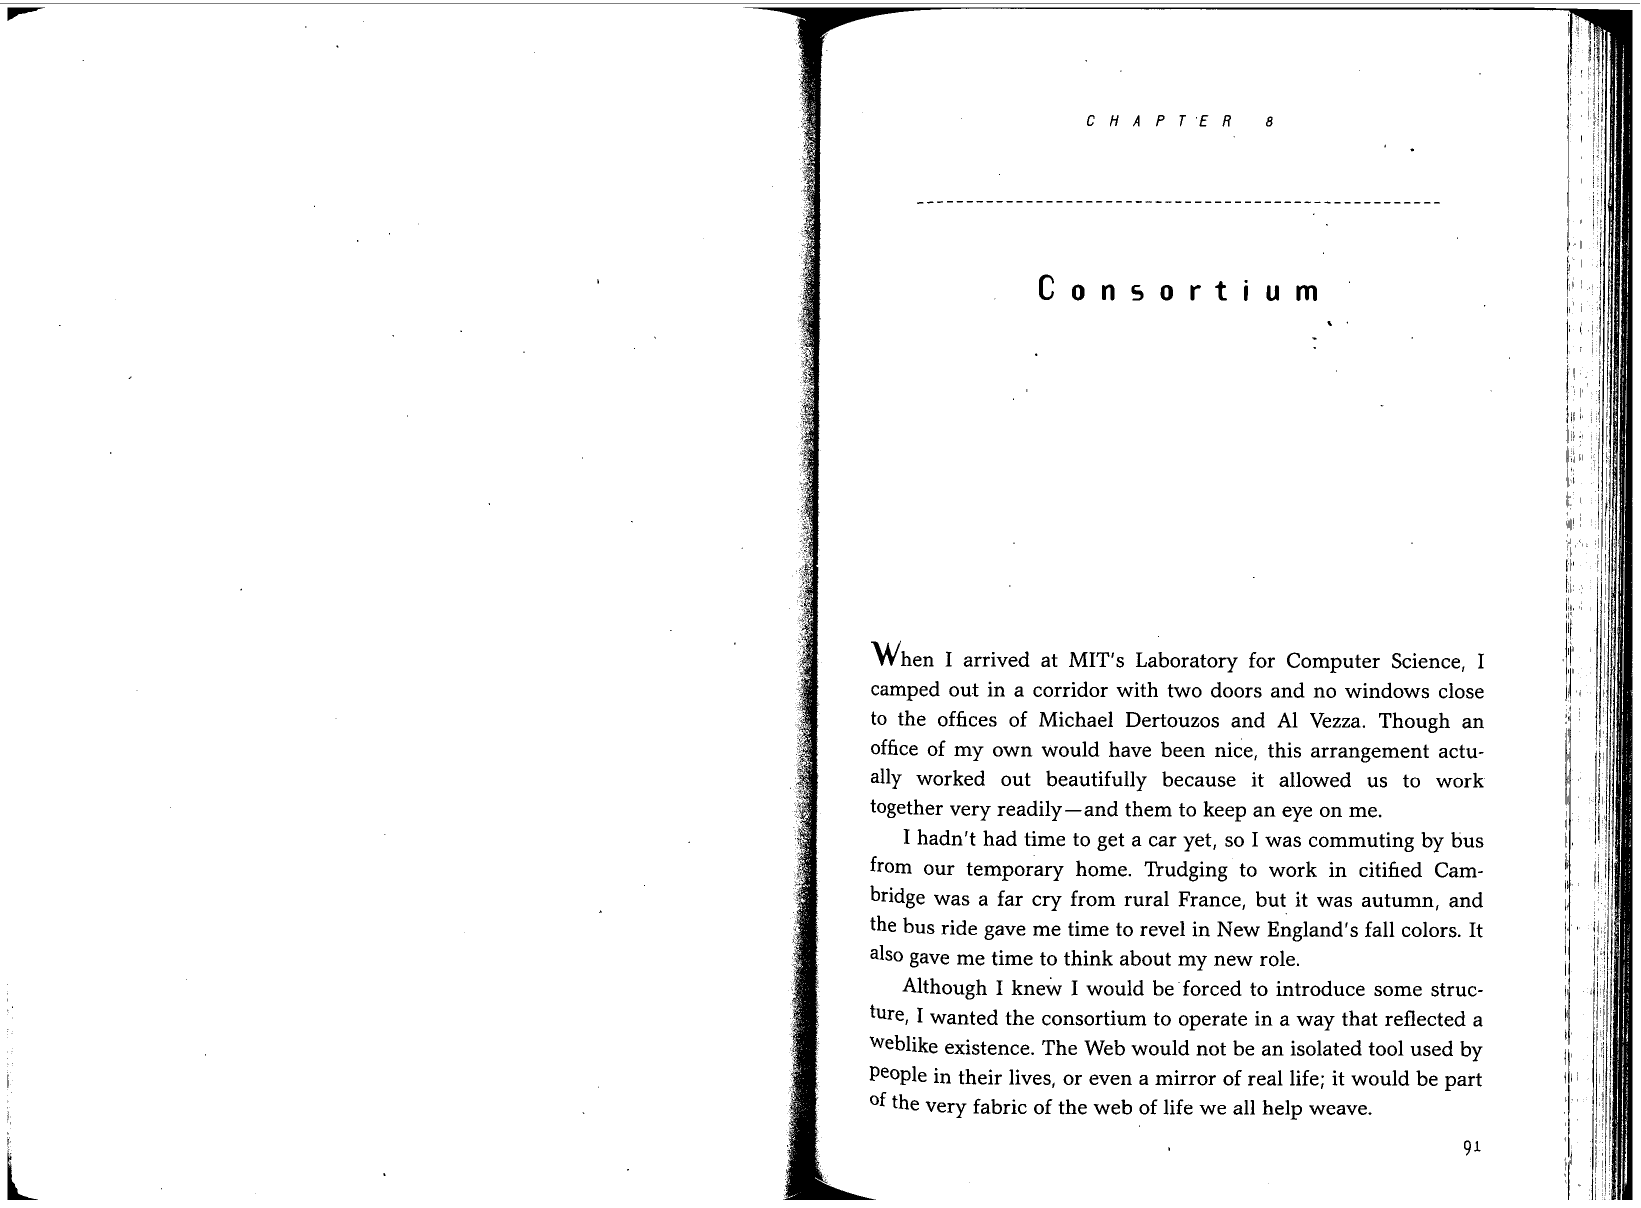 CHAPTER 8
Consortium
When I arrived at MIT's Laboratory for Computer Science, I
camped out in a corridor with two doors and no windows close
to the offices of Michael Dertouzos and Al Vezza. Though an
office of my own would have been nice, this arrangement actu-
ally worked out beautifully because it allowed us to work
together very readily—and them to keep an eye on me.
I hadn't had time to get a car yet, so I was commuting by bus
from our temporary home. Trudging to work in citified Cam-
bridge was a far cry from rural France, but it was autumn, and
the bus ride gave me time to revel in New England's fall colors. It
also gave me time to think about my new role.
Although I knew I would be forced to introduce some struc-
ture, I wanted the consortium to operate in a way that reflected a
weblike existence. The Web would not be an isolated tool used by
people in their lives, or even a mirror of real life; it would be part
of the very fabric of the web of life we all help weave.
91